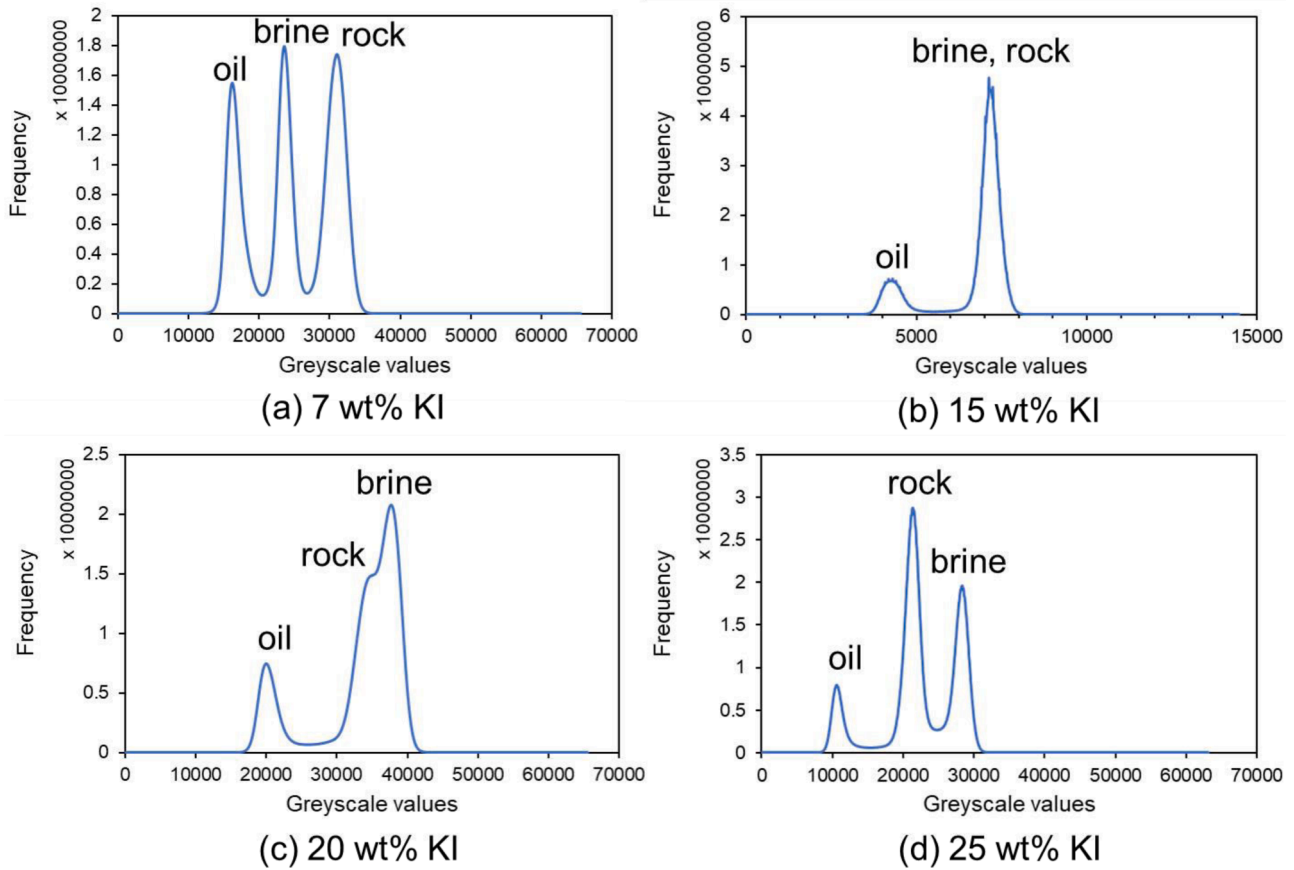 2
1.8
1.6
1.4
1.2
1
0.8
0.6
0.4
0.2
0
x 10000000
Frequency
oil
brine
rock
0 10000 20000 30000 40000 50000 60000 70000
Greyscale values
(a) 7 wt% KI
6
5
4
3
2
1
0
x 10000000
Frequency
brine, rock
oil
0 5000 10000 15000
Greyscale values
(b) 15 wt% KI
2.5
2
1.5
1
0.5
0
x 10000000
Frequency
brine
rock
oil
0 10000 20000 30000 40000 50000 60000 70000
Greyscale values
(c) 20 wt% KI
3.5
3
2.5
2
1.5
1
0.5
0
x 10000000
Frequency
rock
brine
oil
0 10000 20000 30000 40000 50000 60000 70000
Greyscale values
(d) 25 wt% KI